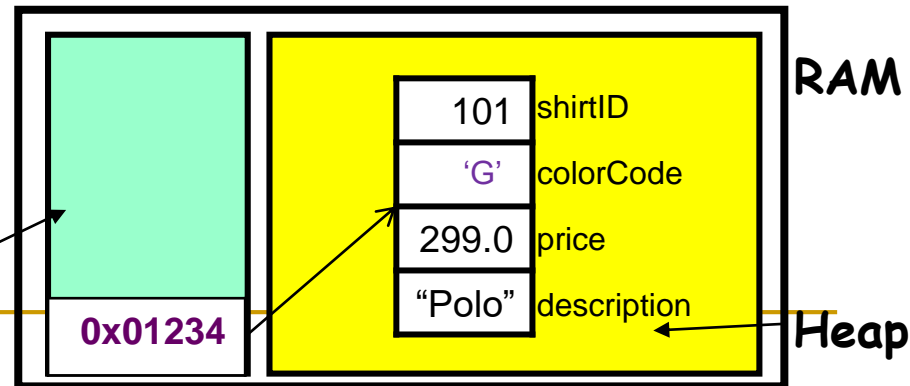 RAM
101 shirtID
‘G’ colorCode
299.0 price
“Polo” description
0x01234
Heap